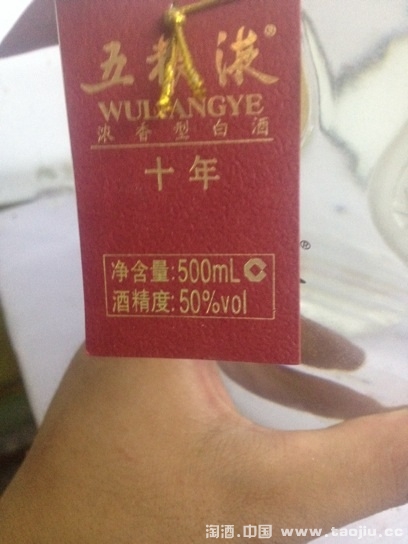 五粮液®
WULIANGYE
浓香型白酒
十年
净含量:500mL
酒精度:50%vol
®
淘酒.中国 www.taojiu.cc